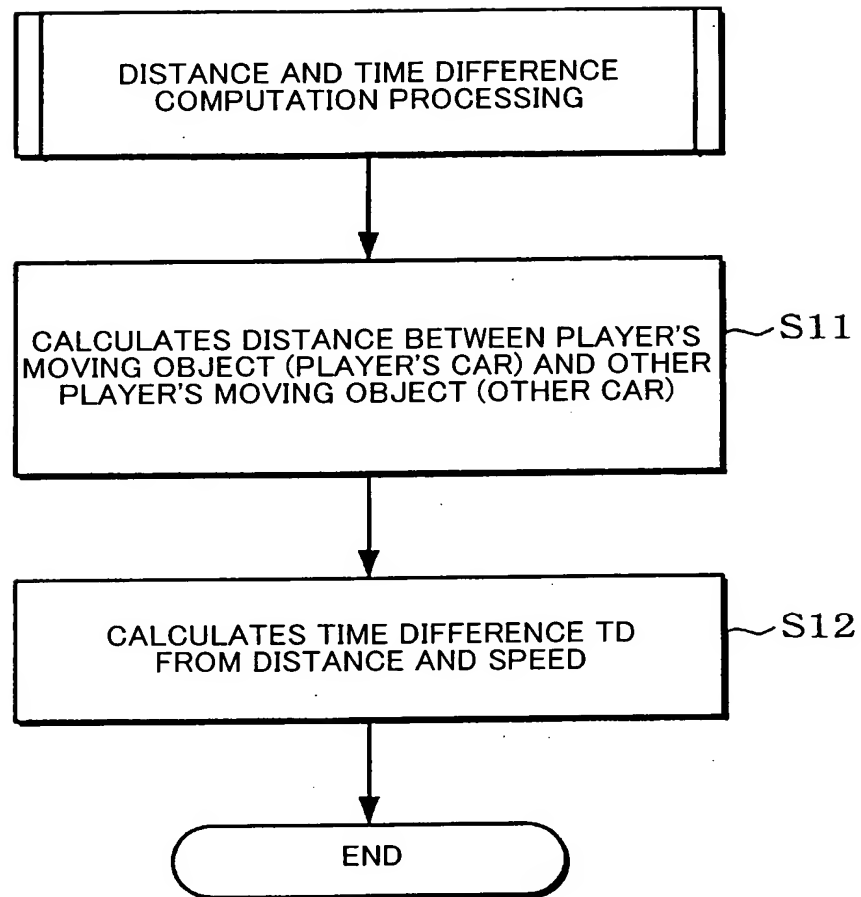 DISTANCE AND TIME DIFFERENCE
COMPUTATION PROCESSING
CALCULATES DISTANCE BETWEEN PLAYER'S
MOVING OBJECT (PLAYER'S CAR) AND OTHER
PLAYER'S MOVING OBJECT (OTHER CAR)
S11
CALCULATES TIME DIFFERENCE TD
FROM DISTANCE AND SPEED
S12
END